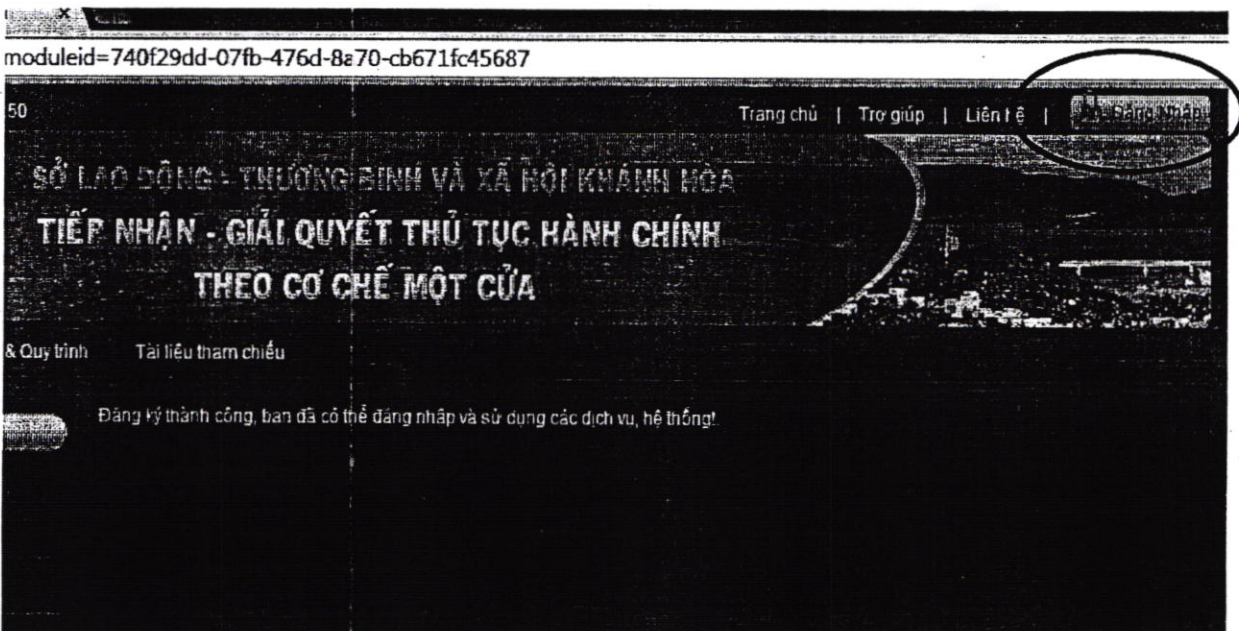 moduleid=740f29dd-07fb-476d-8a70-cb671fc45687
50
Trang chủ | Trợ giúp | Liên hệ | Đăng Nhập
SỞ LAO ĐỘNG - THƯƠNG BINH VÀ XÃ HỘI KHÁNH HÒA
TIẾP NHẬN - GIẢI QUYẾT THỦ TỤC HÀNH CHÍNH
THEO CƠ CHẾ MỘT CỬA
& Quy trình Tài liệu tham chiếu
Đăng ký thành công, bạn đã có thể đăng nhập và sử dụng các dịch vụ, hệ thống!.